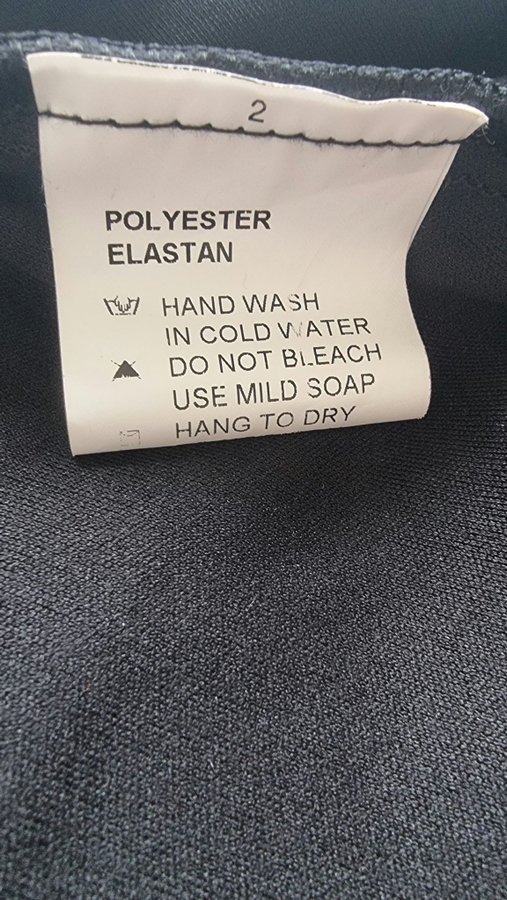 2
POLYESTER
ELASTAN
HAND WASH
IN COLD WATER
DO NOT BLEACH
USE MILD SOAP
HANG TO DRY